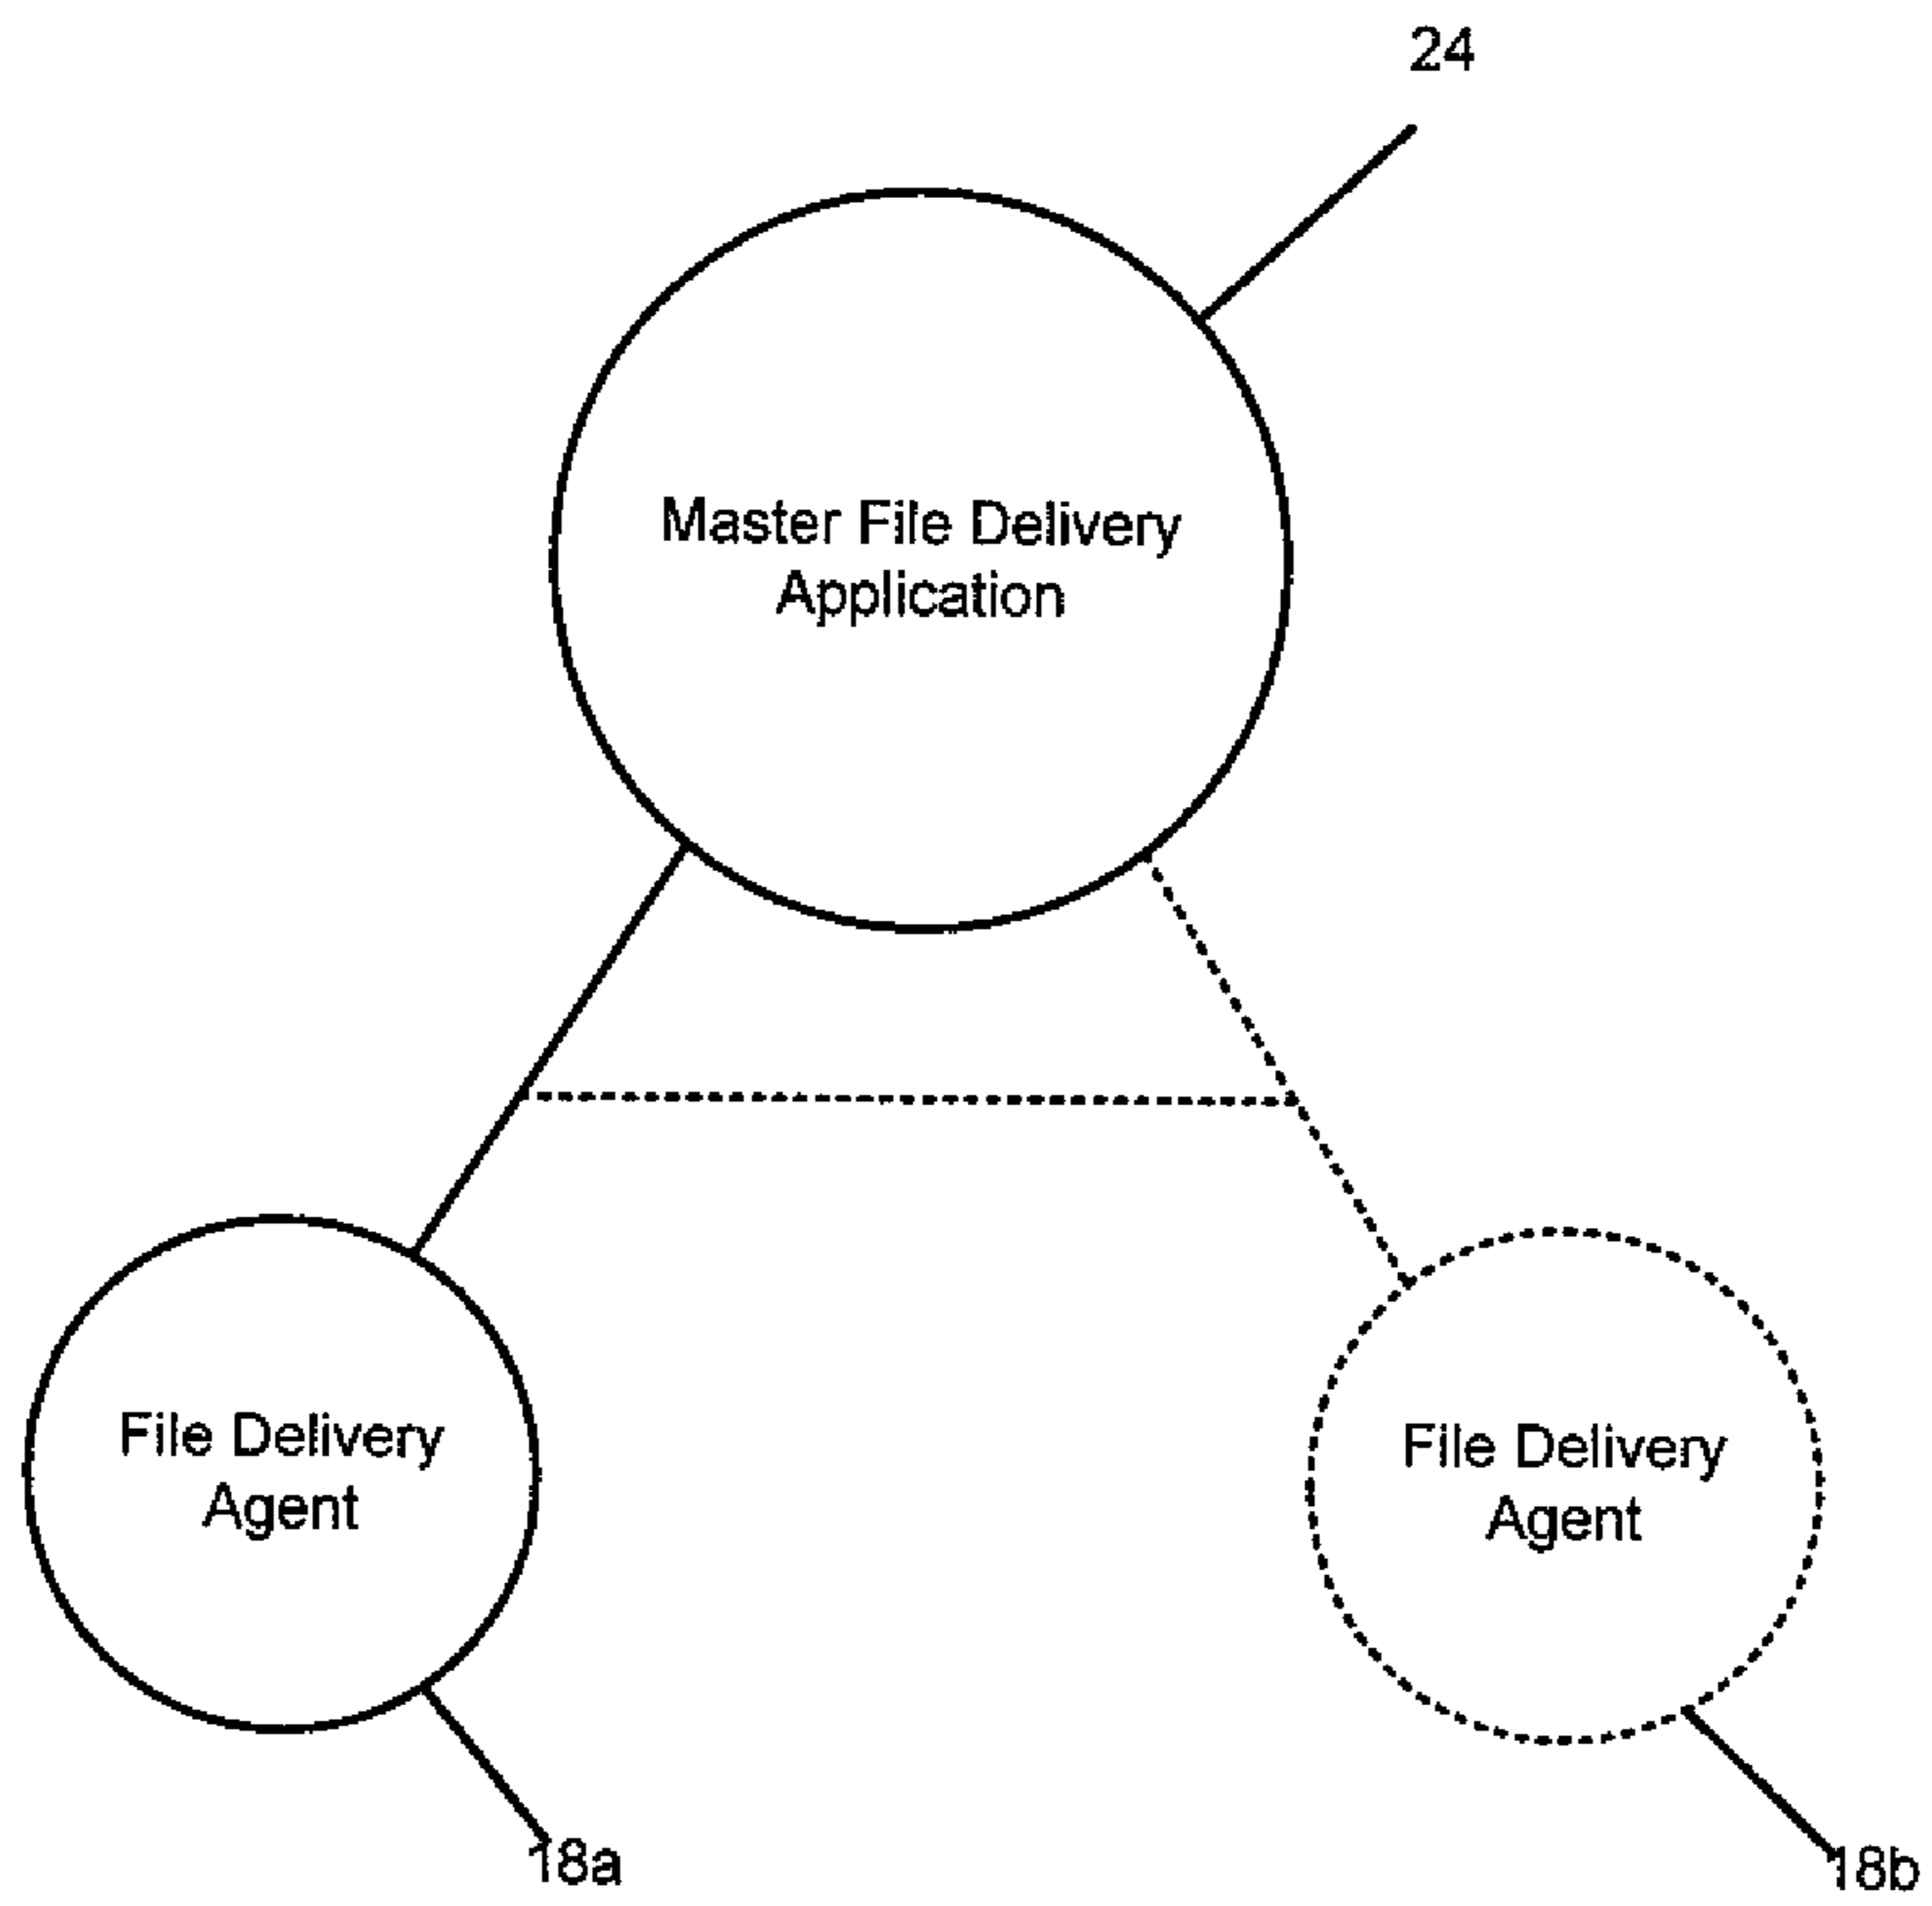 24
Master File Delivery
Application
File Delivery
Agent
File Delivery
Agent
18a
18b